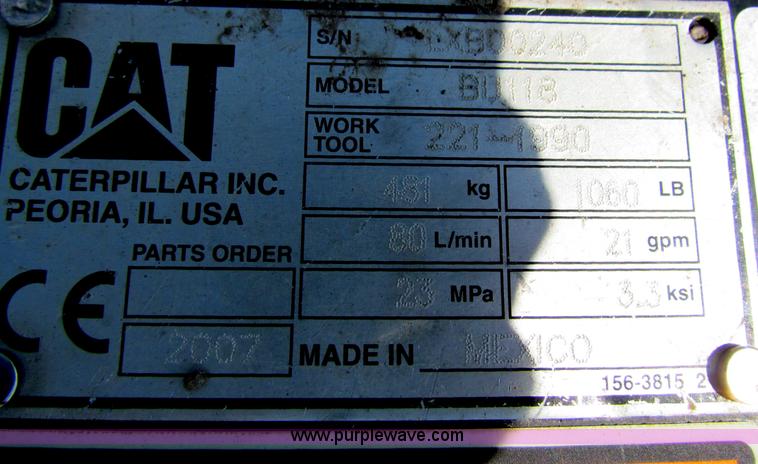 CAT
CATERPILLAR INC.
PEORIA, IL. USA
S/N LXB00240
MODEL BU118
WORK TOOL 221-1990
481 kg 1060 LB
80 L/min 21 gpm
23 MPa 3.3 ksi
PARTS ORDER
CE
2007 MADE IN MEXICO
156-3815 2
www.purplewave.com